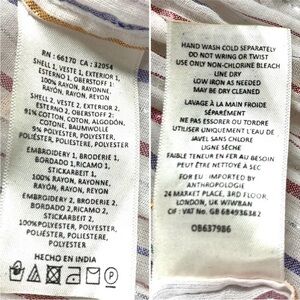 RN : 66170 CA : 32054
SHELL 1, VESTE 1, EXTERIOR 1,
ESTERNO 1, OBERSTOFF 1:
100% RAYON, RAYONNE,
RAYÓN, RAYON, REYON
SHELL 2, VESTE 2, EXTERIOR 2,
ESTERNO 2, OBERSTOFF 2:
91% COTTON, COTON, ALGODÓN,
COTONE, BAUMWOLLE
9% POLYESTER, POLYESTER,
POLIÉSTER, POLIESTERE, POLYESTER
EMBROIDERY 1, BRODERIE 1,
BORDADO 1, RICAMO 1,
STICKARBEIT 1:
100% RAYON, RAYONNE,
RAYÓN, RAYON, REYON
EMBROIDERY 2, BRODERIE 2,
BORDADO 2, RICAMO 2,
STICKARBEIT 2:
100% POLYESTER, POLYESTER,
POLIÉSTER, POLIESTERE, POLYESTER
HECHO EN INDIA
HAND WASH COLD SEPARATELY
DO NOT WRING OR TWIST
USE ONLY NON-CHLORINE BLEACH
LINE DRY
LOW IRON AS NEEDED
MAY BE DRY CLEANED
LAVAGE À LA MAIN FROIDE
SÉPARÉMENT
NE PAS ESSORER OU TORDRE
UTILISER UNIQUEMENT L'EAU DE
JAVEL SANS CHLORE
LIGNE SÈCHE
FAIBLE TENEUR EN FER AU BESOIN
PEUT ÊTRE NETTOYÉ À SEC
FOR EU : IMPORTED BY
ANTHROPOLOGIE
24 MARKET PLACE, 3RD FLOOR,
LONDON, UK W1W8AN
CIF : VAT No GB 684936382
OB637986